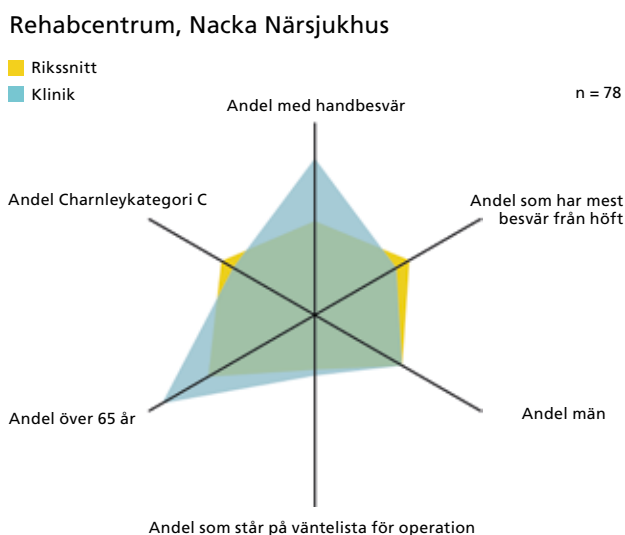 Rehabcentrum, Nacka Närsjukhus
Rikssnitt
Klinik
n = 78
Andel med handbesvär
Andel Charnleykategori C
Andel som har mest
besvär från höft
Andel över 65 år
Andel män
Andel som står på väntelista för operation